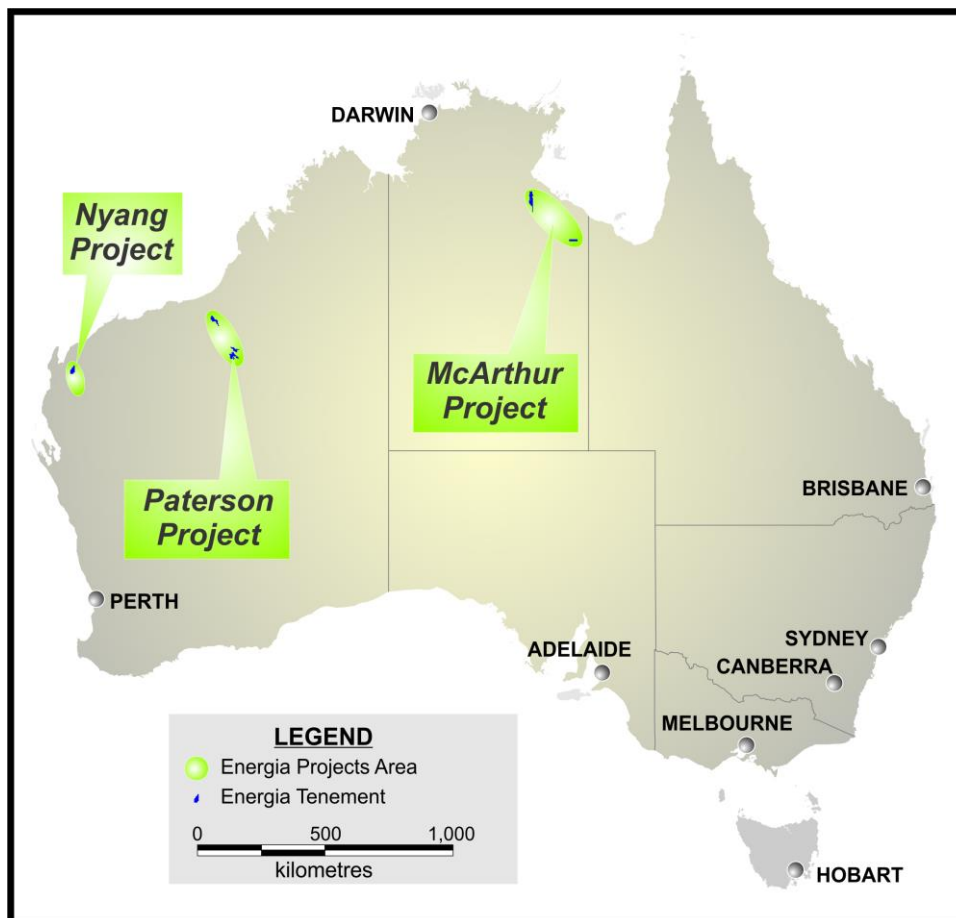 DARWIN
Nyang
Project
McArthur
Project
Paterson
Project
BRISBANE
PERTH
SYDNEY
ADELAIDE
CANBERRA
MELBOURNE
LEGEND
Energia Projects Area
Energia Tenement
0 500 1,000
kilometres
HOBART